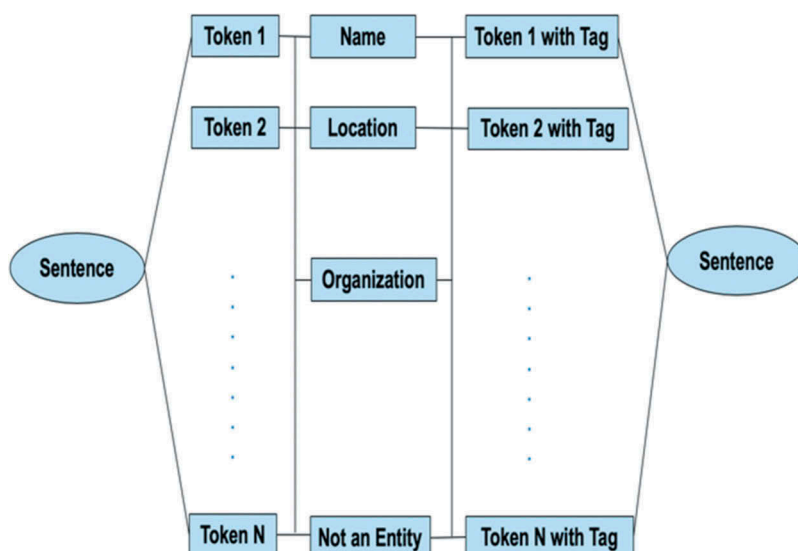 Token 1
Name
Token 1 with Tag
Token 2
Location
Token 2 with Tag
Sentence
Organization
Sentence
Token N
Not an Entity
Token N with Tag